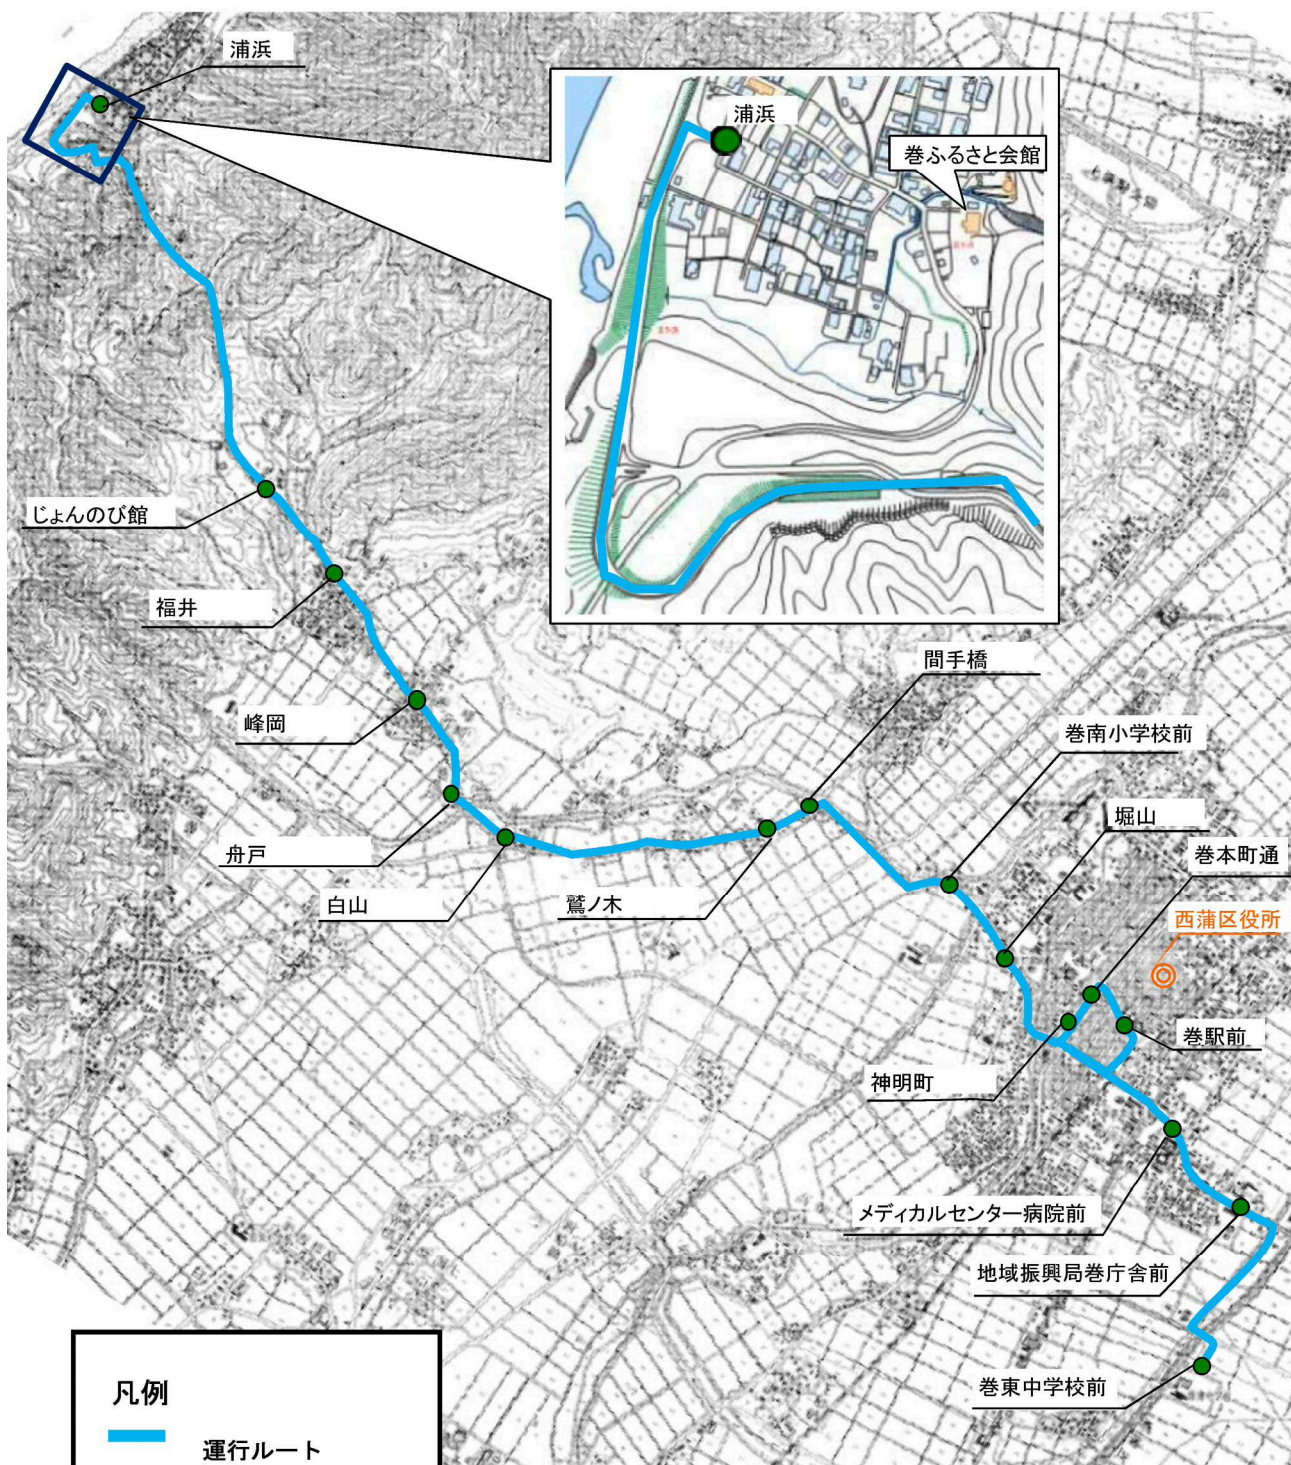 浦浜
浦浜
巻ふるさと会館
じょんのび館
福井
間手橋
峰岡
巻南小学校前
堀山
舟戸
巻本町通
白山
鷲ノ木
西蒲区役所
巻駅前
神明町
メディカルセンター病院前
地域振興局巻庁舎前
巻東中学校前
凡例
運行ルート